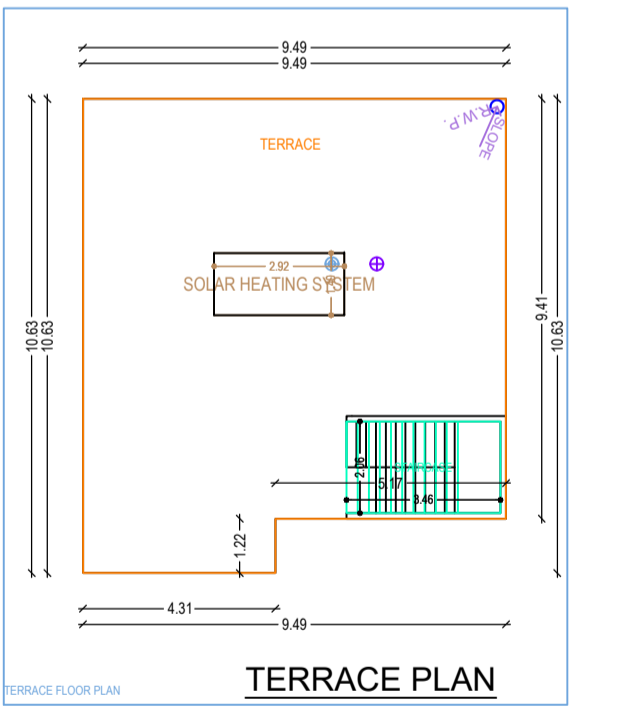 9.49
9.49
R.W.P.
SLOPE
TERRACE
2.92
SOLAR HEATING SYSTEM
10.63
10.63
9.41
10.63
2.06
5.17
3.46
1.22
4.31
9.49
TERRACE PLAN
TERRACE FLOOR PLAN